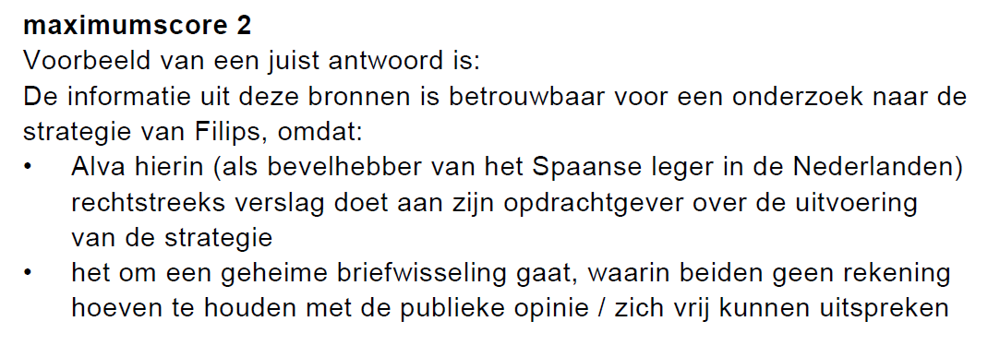 maximumscore 2
Voorbeeld van een juist antwoord is:
De informatie uit deze bronnen is betrouwbaar voor een onderzoek naar de
strategie van Filips, omdat:
• Alva hierin (als bevelhebber van het Spaanse leger in de Nederlanden)
rechtstreeks verslag doet aan zijn opdrachtgever over de uitvoering
van de strategie
• het om een geheime briefwisseling gaat, waarin beiden geen rekening
hoeven te houden met de publieke opinie / zich vrij kunnen uitspreken